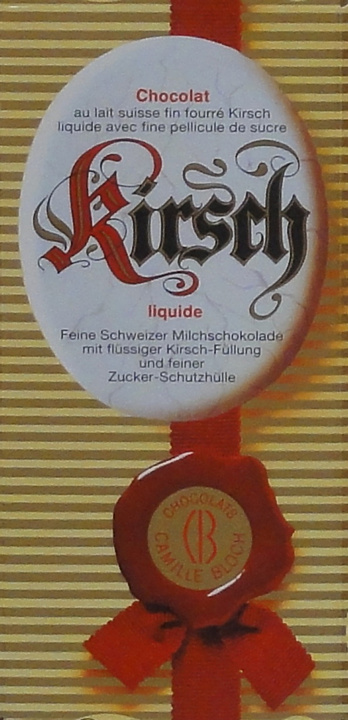 Chocolat
au lait suisse fin fourré Kirsch
liquide avec fine pellicule de sucre
Kirsch
liquide
Feine Schweizer Milchschokolade
mit flüssiger Kirsch-Füllung
und feiner
Zucker-Schutzhülle
CHOCOLATS
CB
CAMILLE BLOCH